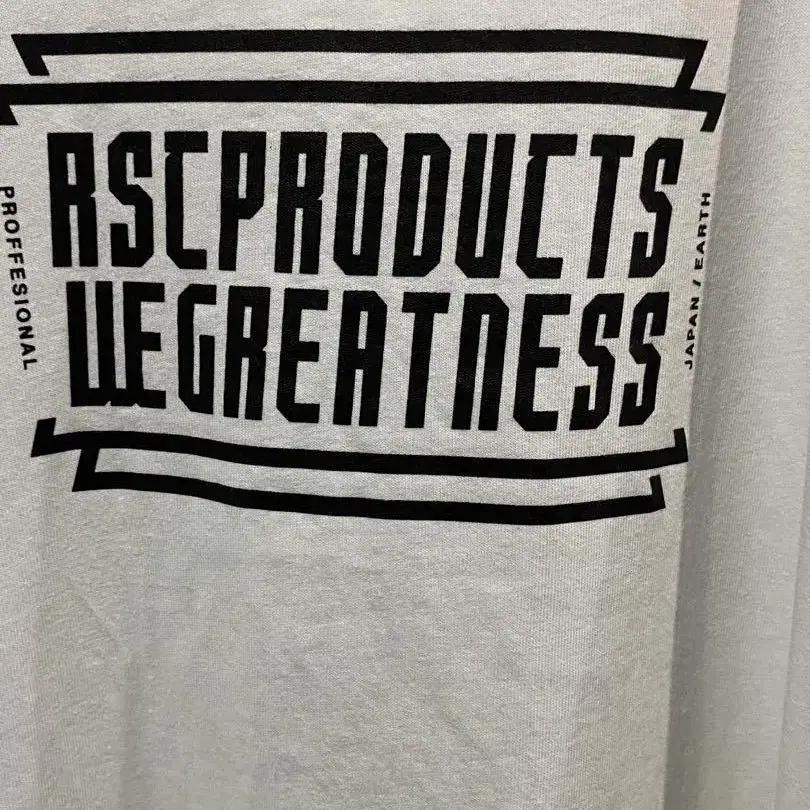 RSCPRODUCTS
WEGREATNESS
PROFFESIONAL
JAPAN / EARTH